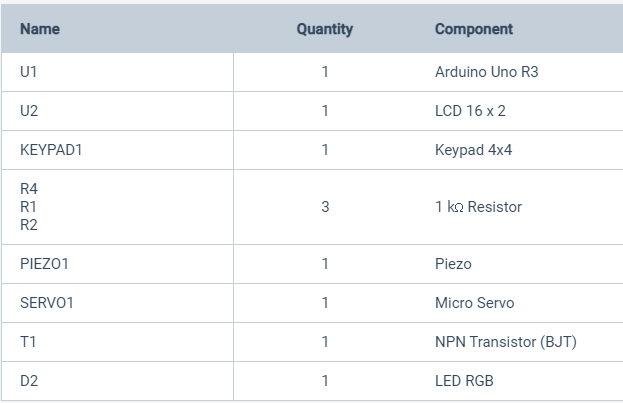 Name Quantity Component
U1 1 Arduino Uno R3
U2 1 LCD 16 x 2
KEYPAD1 1 Keypad 4x4
R4
R1 3 1 kΩ Resistor
R2
PIEZO1 1 Piezo
SERVO1 1 Micro Servo
T1 1 NPN Transistor (BJT)
D2 1 LED RGB